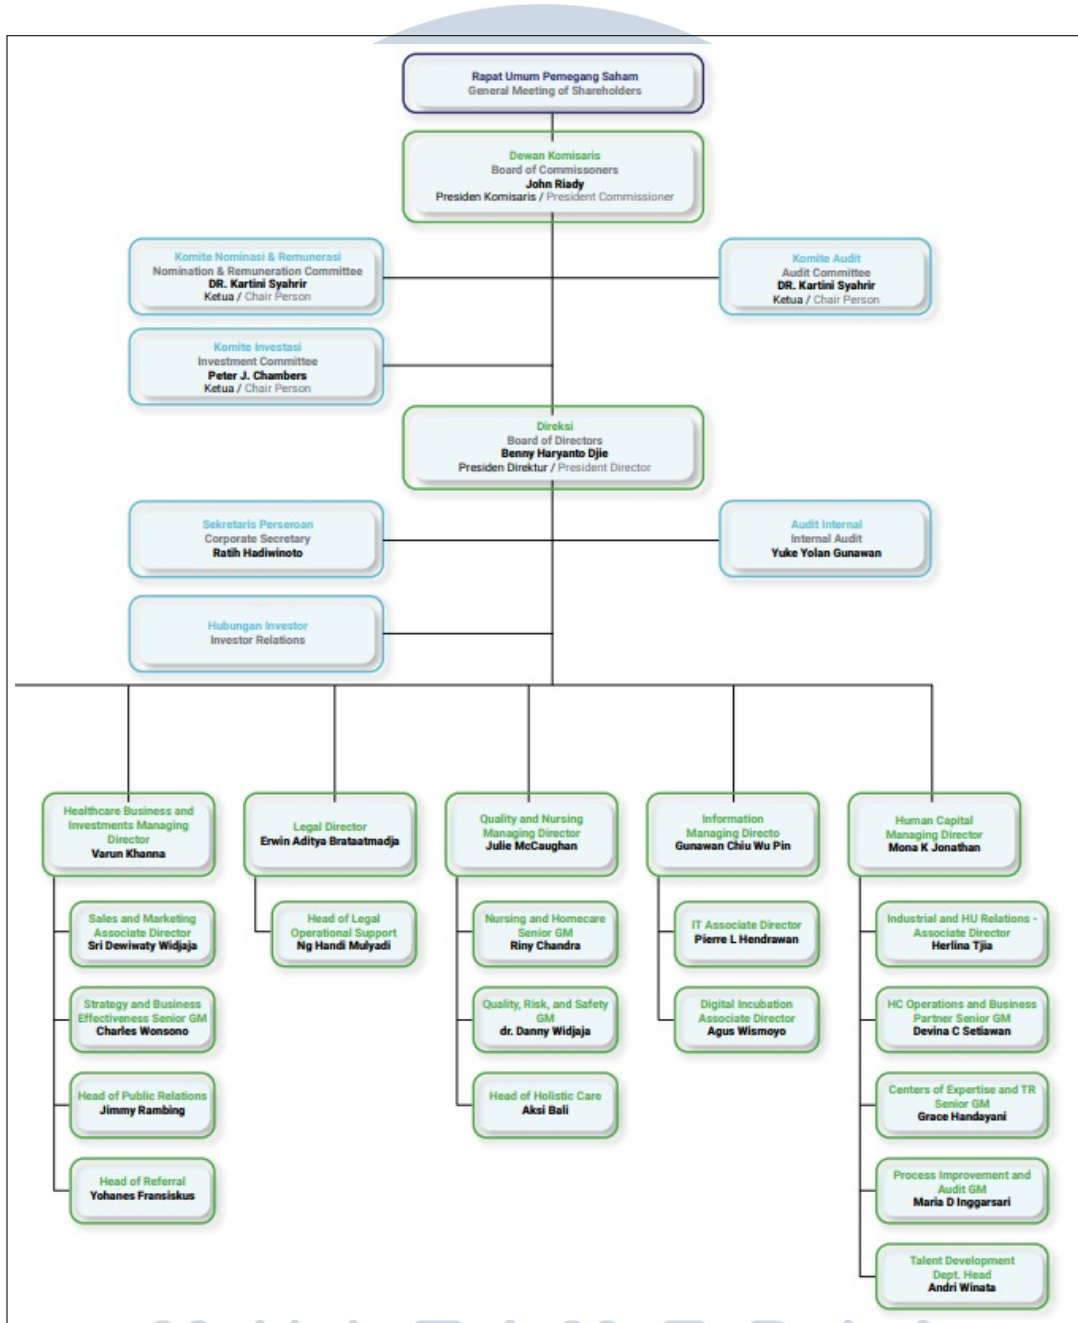 Rapat Umum Pemegang Saham
General Meeting of Shareholders
Dewan Komisaris
Board of Commissoners
John Riady
Presiden Komisaris / President Commissioner
Komite Nominasi & Remunerasi
Nomination & Remuneration Committee
DR. Kartini Syahrir
Ketua / Chair Person
Komite Audit
Audit Committee
DR. Kartini Syahrir
Ketua / Chair Person
Komite Investasi
Investment Committee
Peter J. Chambers
Ketua / Chair Person
Direksi
Board of Directors
Benny Haryanto Djie
Presiden Direktur / President Director
Sekretaris Perseroan
Corporate Secretary
Ratih Hadiwinoto
Audit Internal
Internal Audit
Yuke Yolan Gunawan
Hubungan Investor
Investor Relations
Healthcare Business and
Investments Managing
Director
Varun Khanna
Sales and Marketing
Associate Director
Sri Dewiwaty Widjaja
Strategy and Business
Effectiveness Senior GM
Charles Wonsono
Head of Public Relations
Jimmy Rambing
Head of Referral
Yohanes Fransiskus
Legal Director
Erwin Aditya Brataatmadja
Head of Legal
Operational Support
Ng Handi Mulyadi
Quality and Nursing
Managing Director
Julie McCaughan
Nursing and Homecare
Senior GM
Riny Chandra
Quality, Risk, and Safety
GM
dr. Danny Widjaja
Head of Holistic Care
Aksi Bali
Information
Managing Directo
Gunawan Chiu Wu Pin
IT Associate Director
Pierre L Hendrawan
Digital Incubation
Associate Director
Agus Wismoyo
Human Capital
Managing Director
Mona K Jonathan
Industrial and HU Relations -
Associate Director
Herlina Tjia
HC Operations and Business
Partner Senior GM
Devina C Setiawan
Centers of Expertise and TR
Senior GM
Grace Handayani
Process Improvement and
Audit GM
Maria D Inggarsari
Talent Development
Dept. Head
Andri Winata